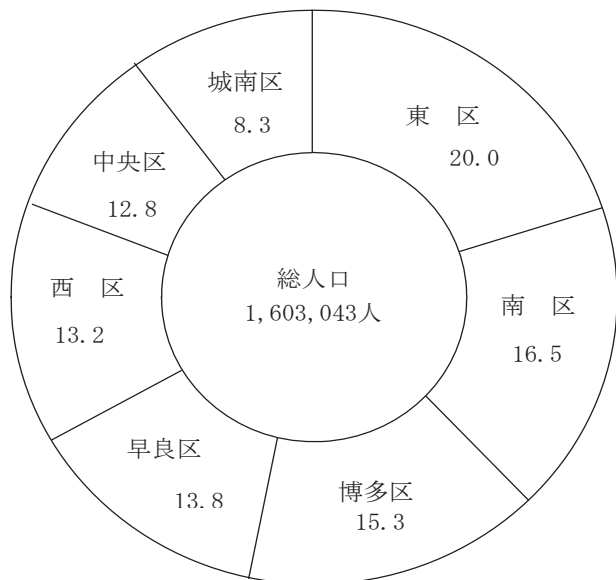 城南区
8.3
東 区
20.0
中央区
12.8
西 区
13.2
総人口
1,603,043人
南 区
16.5
早良区
13.8
博多区
15.3